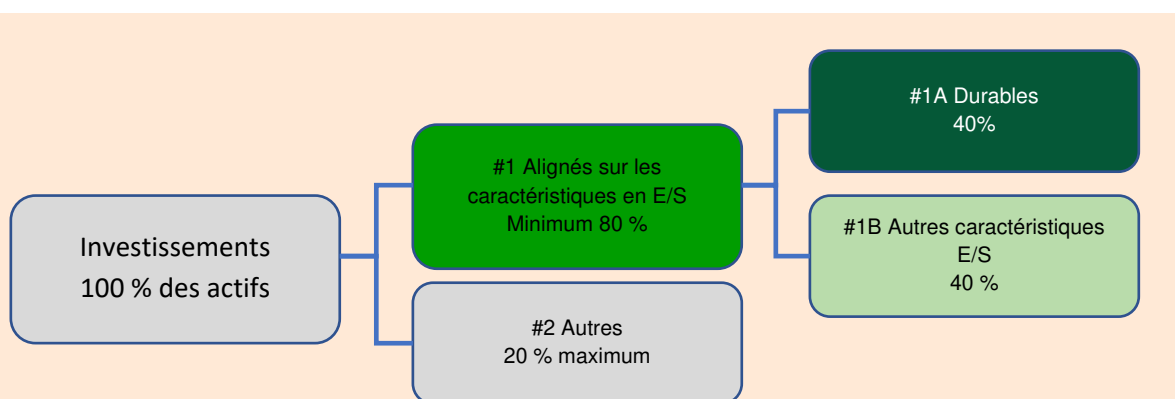 Investissements
100 % des actifs
#1 Alignés sur les
caractéristiques en E/S
Minimum 80 %
#2 Autres
20 % maximum
#1A Durables
40%
#1B Autres caractéristiques
E/S
40 %